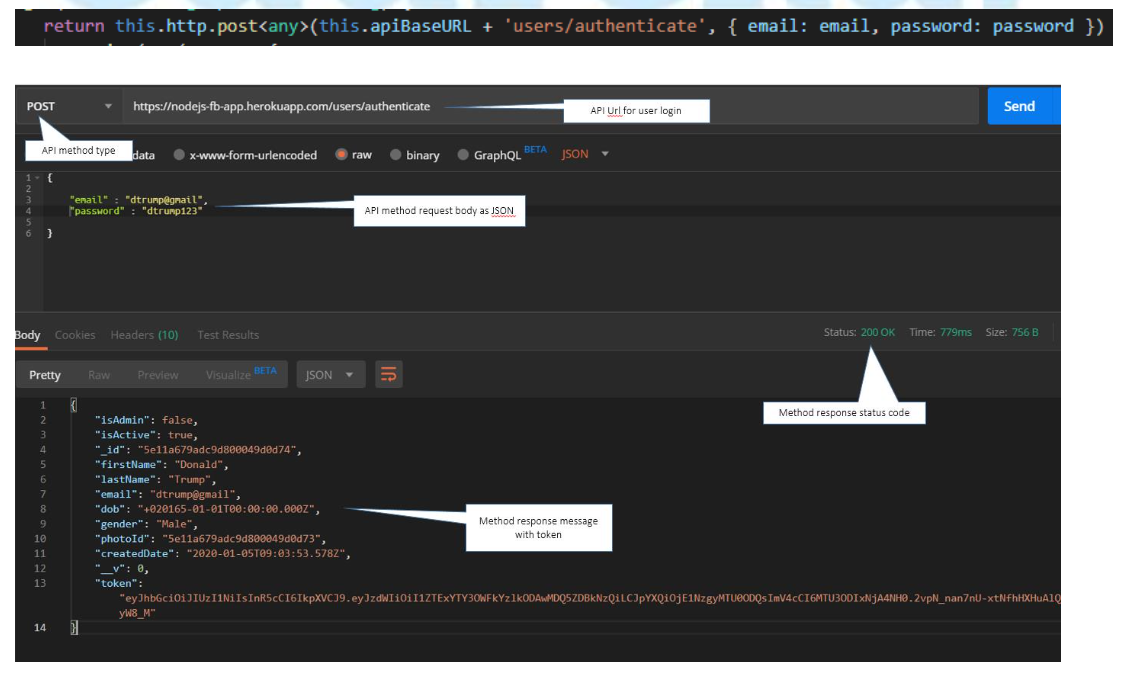 return this.http.post<any>(this.apiBaseURL + 'users/authenticate', { email: email, password: password })
POST
https://nodejs-fb-app.herokuapp.com/users/authenticate
API Url for user login
Send
API method type
data
x-www-form-urlencoded
raw
binary
GraphQL BETA
JSON
1 {
2
3 "email" : "dtrump@gmail",
4 "password" : "dtrump123"
5
6 }
API method request body as JSON
Body Cookies Headers (10) Test Results
Status: 200 OK Time: 779ms Size: 756 B
Pretty Raw Preview Visualize BETA JSON
Method response status code
1 {
2 "isAdmin": false,
3 "isActive": true,
4 "_id": "5e11a679adc9d800049d0d74",
5 "firstName": "Donald",
6 "lastName": "Trump",
7 "email": "dtrump@gmail",
8 "dob": "+020165-01-01T00:00:00.000Z",
9 "gender": "Male",
10 "photoId": "5e11a679adc9d800049d0d73",
11 "createdDate": "2020-01-05T09:03:53.578Z",
12 "__v": 0,
13 "token":
yW8_M"
14 }
Method response message
with token